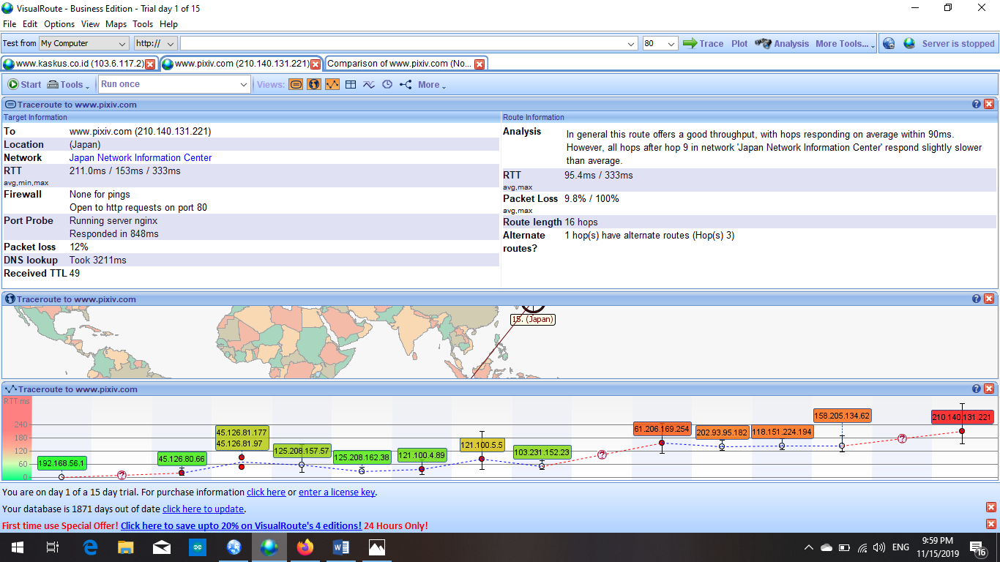 VisualRoute - Business Edition - Trial day 1 of 15
File Edit Options View Maps Tools Help
Test from My Computer http:// 80 Trace Plot Analysis More Tools... Server is stopped
www.kaskus.co.id (103.6.117.2) www.pixiv.com (210.140.131.221) Comparison of www.pixiv.com (No...
Start Tools Run once Views: More
Traceroute to www.pixiv.com
Target Information
To www.pixiv.com (210.140.131.221)
Location (Japan)
Network Japan Network Information Center
RTT 211.0ms / 153ms / 333ms
avg,min,max
Firewall None for pings
Open to http requests on port 80
Port Probe Running server nginx
Responded in 848ms
Packet loss 12%
DNS lookup Took 3211ms
Received TTL 49
Route Information
Analysis In general this route offers a good throughput, with hops responding on average within 90ms.
However, all hops after hop 9 in network 'Japan Network Information Center' respond slightly slower
than average.
RTT 95.4ms / 333ms
avg,max
Packet Loss 9.8% / 100%
avg,max
Route length 16 hops
Alternate 1 hop(s) have alternate routes (Hop(s) 3)
routes?
Traceroute to www.pixiv.com
15. (Japan)
Traceroute to www.pixiv.com
RTT ms
240
180
120
60
0
192.168.56.1
?
45.126.80.66
45.126.81.177
45.126.81.97
125.208.157.57
125.208.162.38
121.100.4.89
121.100.5.5
103.231.152.23
?
61.206.169.254
202.93.95.182
118.151.224.194
158.205.134.62
?
210.140.131.221
You are on day 1 of a 15 day trial. For purchase information click here or enter a license key.
Your database is 1871 days out of date click here to update.
First time use Special Offer! Click here to save upto 20% on VisualRoute's 4 editions! 24 Hours Only!
ENG
9:59 PM
11/15/2019
16